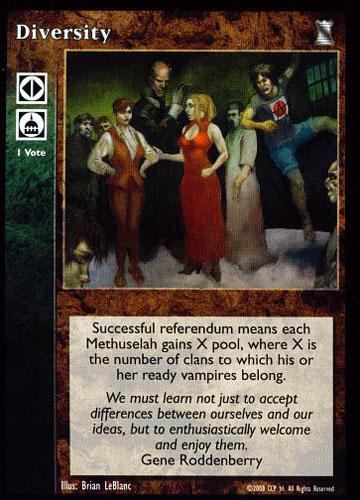 Diversity
1 Vote
Successful referendum means each
Methuselah gains X pool, where X is
the number of clans to which his or
her ready vampires belong.
We must learn not just to accept
differences between ourselves and our
ideas, but to enthusiastically welcome
and enjoy them.
Gene Roddenberry
Illus: Brian LeBlanc
©2008 CCP hf. All Rights Reserved